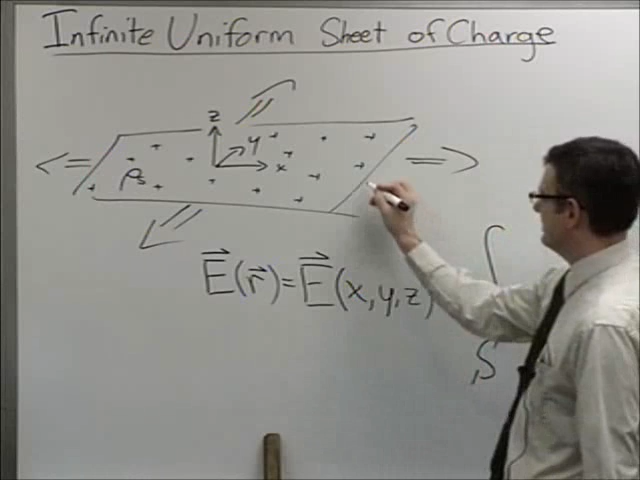 Infinite Uniform Sheet of Charge
z
y
x
ρs
E⃗(r⃗)=E⃗(x,y,z)
∫
S